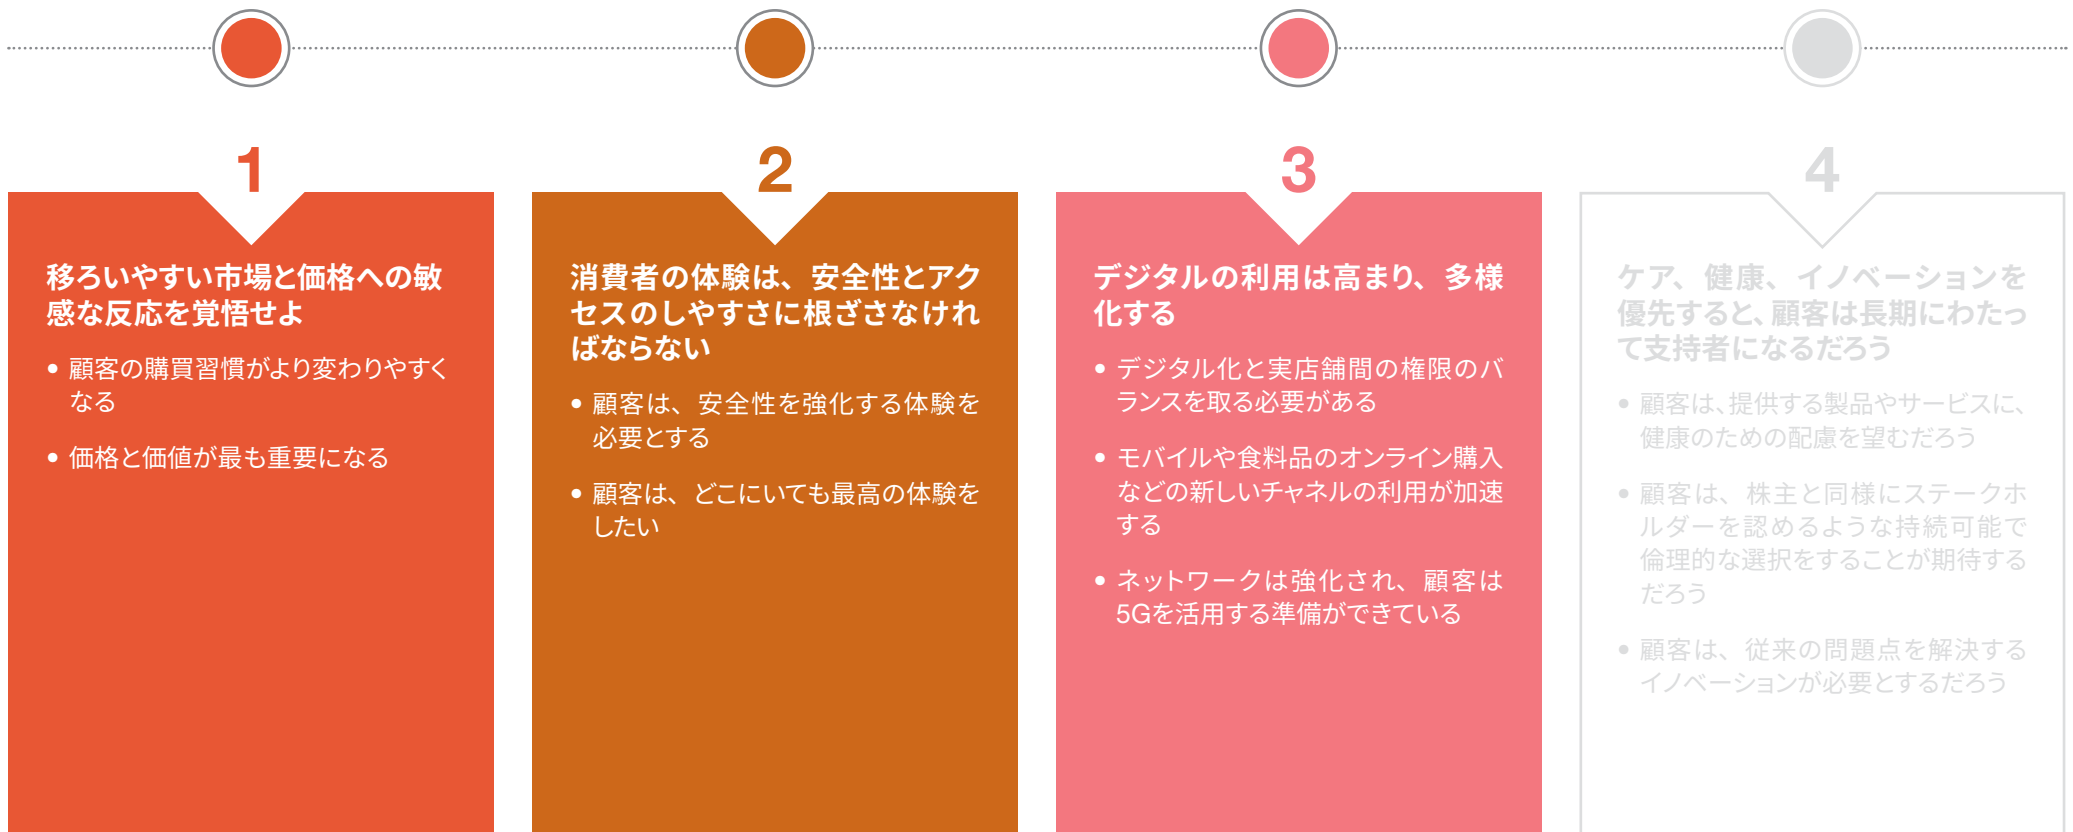 1
移ろいやすい市場と価格への敏
感な反応を覚悟せよ
• 顧客の購買習慣がより変わりやすく
なる
• 価格と価値が最も重要になる
2
消費者の体験は、安全性とアク
セスのしやすさに根ざさなけれ
ばならない
• 顧客は、安全性を強化する体験を
必要とする
• 顧客は、どこにいても最高の体験を
したい
3
デジタルの利用は高まり、多様
化する
• デジタル化と実店舗間の権限のバ
ランスを取る必要がある
• モバイルや食料品のオンライン購入
などの新しいチャネルの利用が加速
する
• ネットワークは強化され、顧客は
5Gを活用する準備ができている
4
ケア、健康、イノベーションを
優先すると、顧客は長期にわたっ
て支持者になるだろう
• 顧客は、提供する製品やサービスに、
健康のための配慮を望むだろう
• 顧客は、株主と同様にステークホ
ルダーを認めるような持続可能で
倫理的な選択をすることが期待する
だろう
• 顧客は、従来の問題点を解決する
イノベーションが必要とするだろう